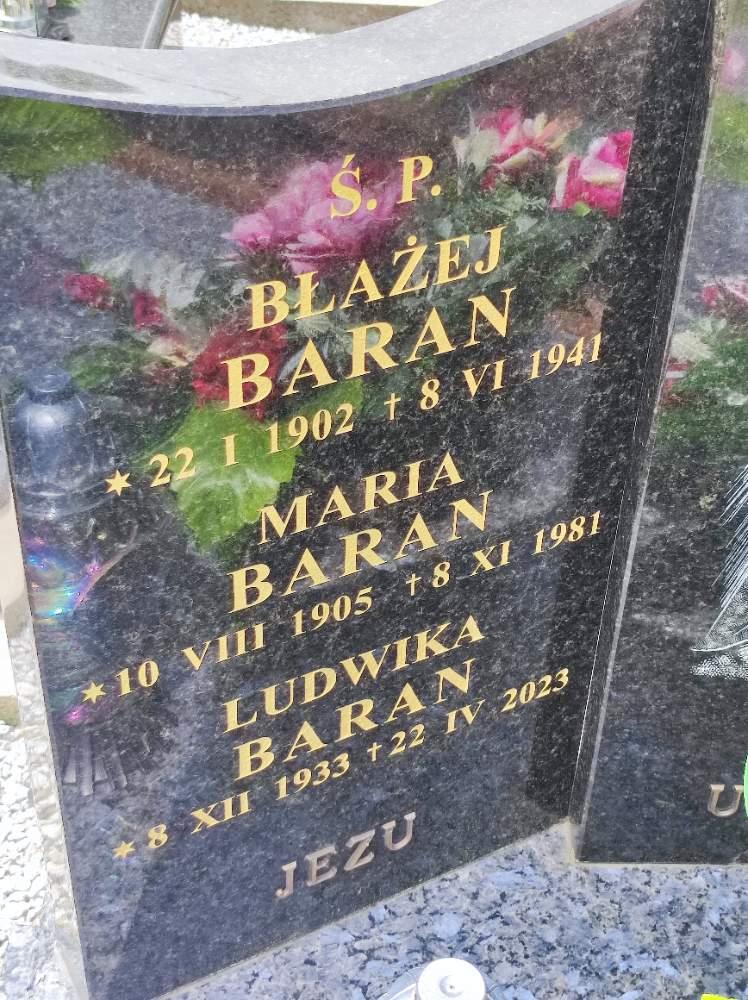 Ś. P.
BŁAŻEJ
BARAN
* 22 I 1902 † 8 VI 1941
MARIA
BARAN
* 10 VIII 1905 † 8 XI 1981
LUDWIKA
BARAN
* 8 XII 1933 † 22 IV 2023
JEZU
U